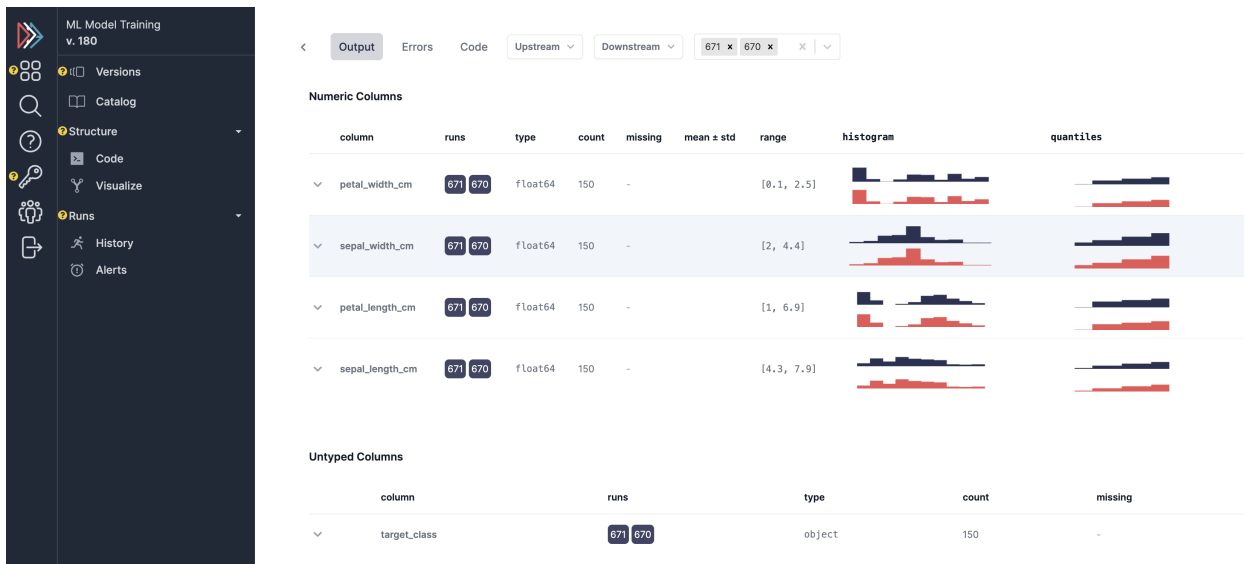 ML Model Training
v. 180
Versions
Catalog
Structure
Code
Visualize
Runs
History
Alerts
Output Errors Code Upstream Downstream 671 × 670 ×
Numeric Columns
column runs type count missing mean ± std range histogram quantiles
petal_width_cm 671 670 float64 150 - [0.1, 2.5]
sepal_width_cm 671 670 float64 150 - [2, 4.4]
petal_length_cm 671 670 float64 150 - [1, 6.9]
sepal_length_cm 671 670 float64 150 - [4.3, 7.9]
Untyped Columns
column runs type count missing
target_class 671 670 object 150 -